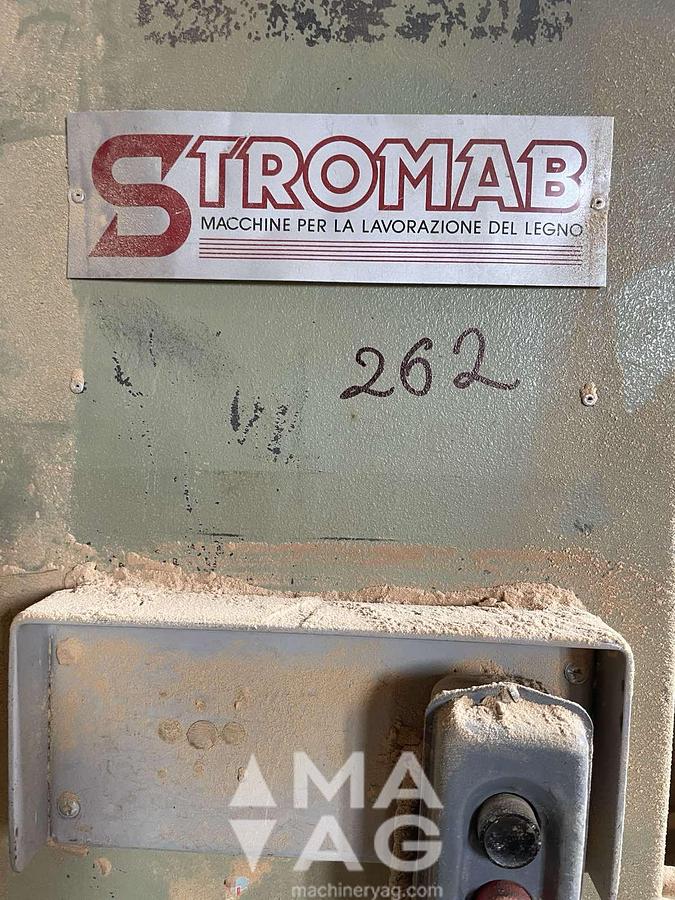 STROMAB
MACCHINE PER LA LAVORAZIONE DEL LEGNO
262
MA
AG
machineryag.com